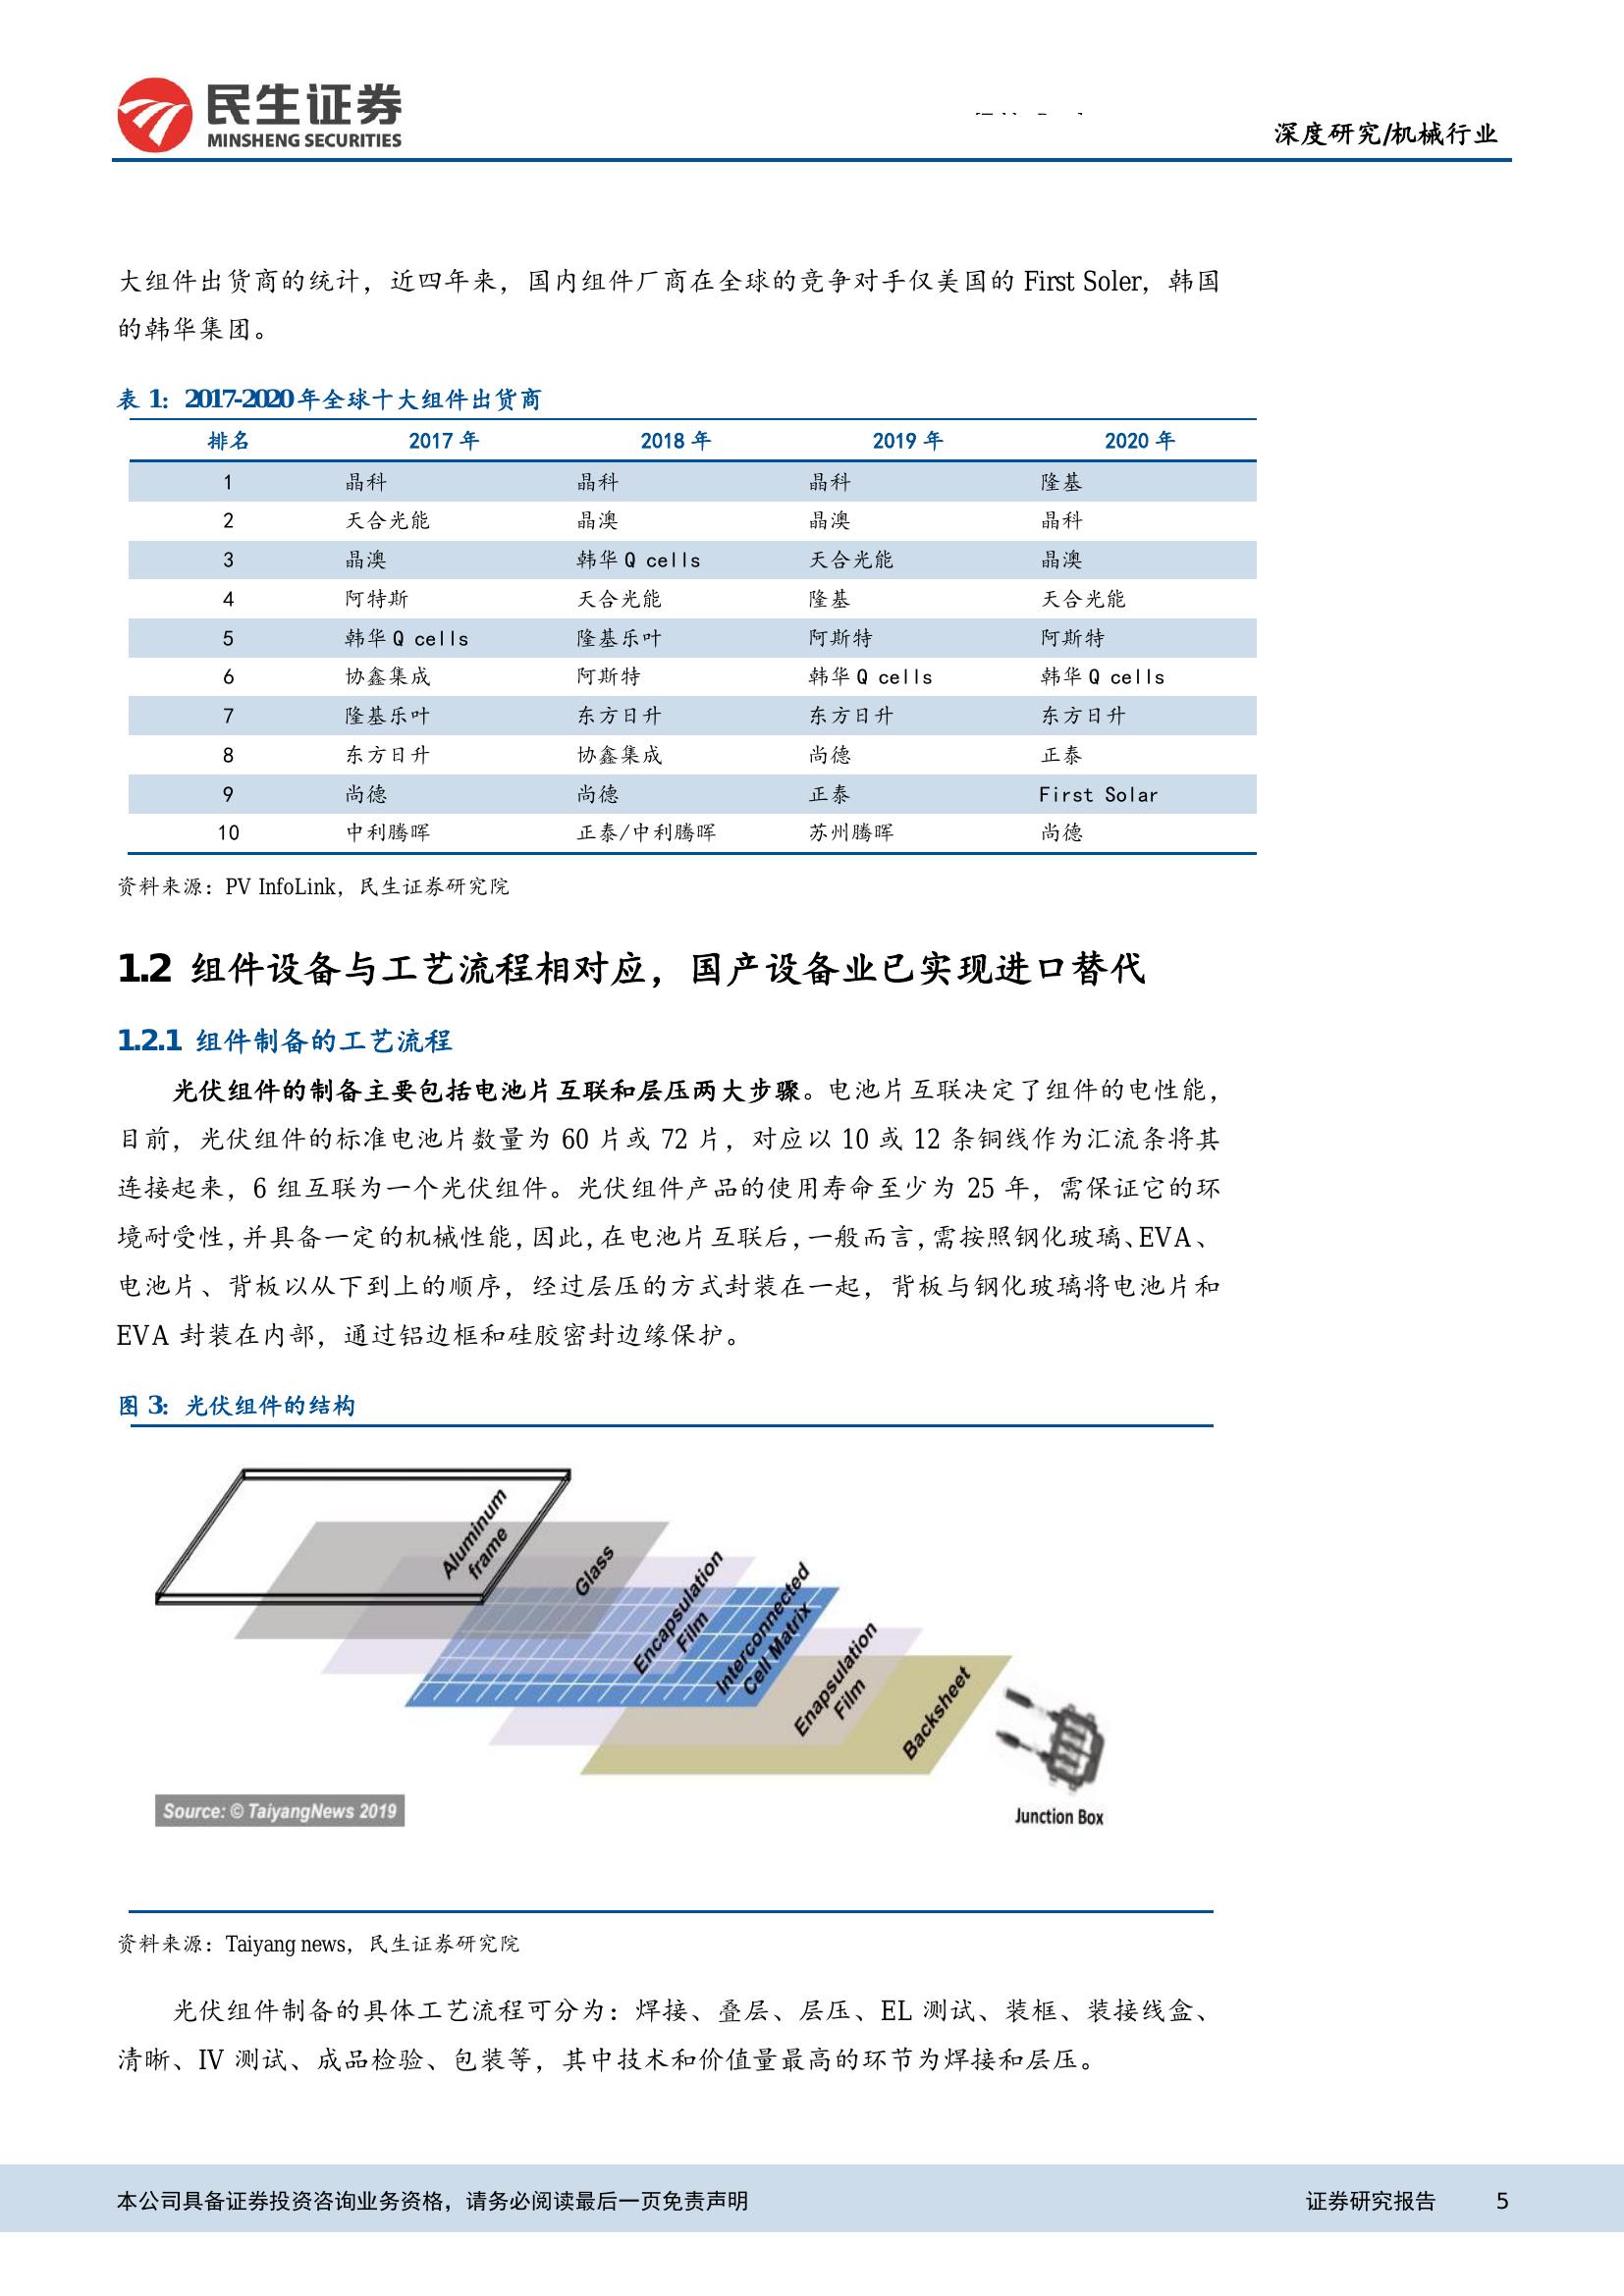 民生证券
MINSHENG SECURITIES
深度研究/机械行业
大组件出货商的统计，近四年来，国内组件厂商在全球的竞争对手仅美国的 First Soler，韩国
的韩华集团。
表 1：2017-2020 年全球十大组件出货商
排名 2017 年 2018 年 2019 年 2020 年
1 晶科 晶科 晶科 隆基
2 天合光能 晶澳 晶澳 晶科
3 晶澳 韩华 Q cells 天合光能 晶澳
4 阿特斯 天合光能 隆基 天合光能
5 韩华 Q cells 隆基乐叶 阿斯特 阿斯特
6 协鑫集成 阿斯特 韩华 Q cells 韩华 Q cells
7 隆基乐叶 东方日升 东方日升 东方日升
8 东方日升 协鑫集成 尚德 正泰
9 尚德 尚德 正泰 First Solar
10 中利腾晖 正泰/中利腾晖 苏州腾晖 尚德
资料来源：PV InfoLink，民生证券研究院
1.2 组件设备与工艺流程相对应，国产设备业已实现进口替代
1.2.1 组件制备的工艺流程
光伏组件的制备主要包括电池片互联和层压两大步骤。电池片互联决定了组件的电性能，
目前，光伏组件的标准电池片数量为 60 片或 72 片，对应以 10 或 12 条铜线作为汇流条将其
连接起来，6 组互联为一个光伏组件。光伏组件产品的使用寿命至少为 25 年，需保证它的环
境耐受性，并具备一定的机械性能，因此，在电池片互联后，一般而言，需按照钢化玻璃、EVA、
电池片、背板以从下到上的顺序，经过层压的方式封装在一起，背板与钢化玻璃将电池片和
EVA 封装在内部，通过铝边框和硅胶密封边缘保护。
图 3：光伏组件的结构
Aluminum
frame
Glass
Encapsulation
Film
Interconnected
Cell Matrix
Enapsulation
Film
Backsheet
Junction Box
Source: © TaiyangNews 2019
资料来源：Taiyang news，民生证券研究院
光伏组件制备的具体工艺流程可分为：焊接、叠层、层压、EL 测试、装框、装接线盒、
清晰、IV 测试、成品检验、包装等，其中技术和价值量最高的环节为焊接和层压。
本公司具备证券投资咨询业务资格，请务必阅读最后一页免责声明 证券研究报告 5